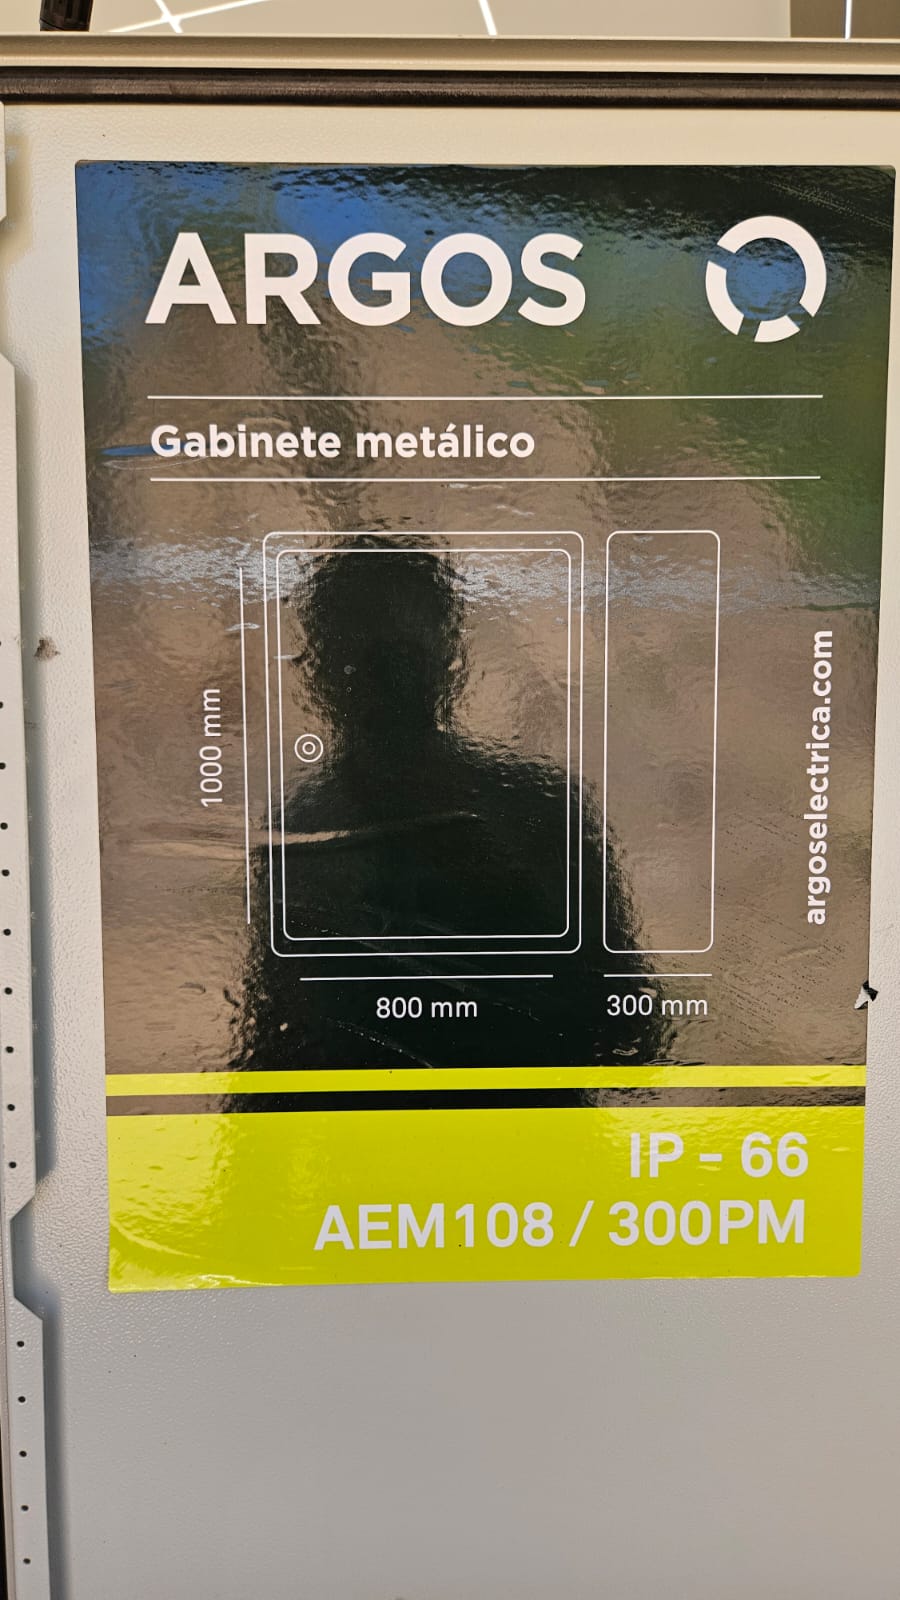 ARGOS
Gabinete metálico
1000 mm
800 mm
300 mm
argoselectrica.com
IP - 66
AEM108 / 300PM